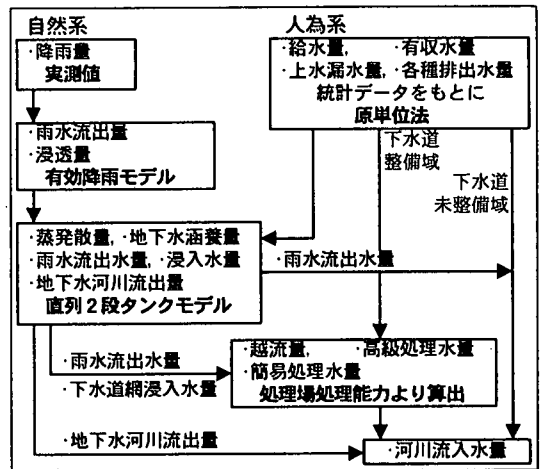 自然系
・降雨量
実測値
人為系
・給水量, ・有収水量
・上水漏水量, ・各種排出水量
統計データをもとに
原単位法
・雨水流出量
・浸透量
有効降雨モデル
下水道
整備域
下水道
未整備域
・蒸発散量, ・地下水涵養量
・雨水流出水量, ・浸入水量
・地下水河川流出量
直列2段タンクモデル
・雨水流出水量
・雨水流出水量
・下水道網浸入水量
・越流量, ・高級処理水量
・簡易処理水量
処理場処理能力より算出
・地下水河川流出量
・河川流入水量